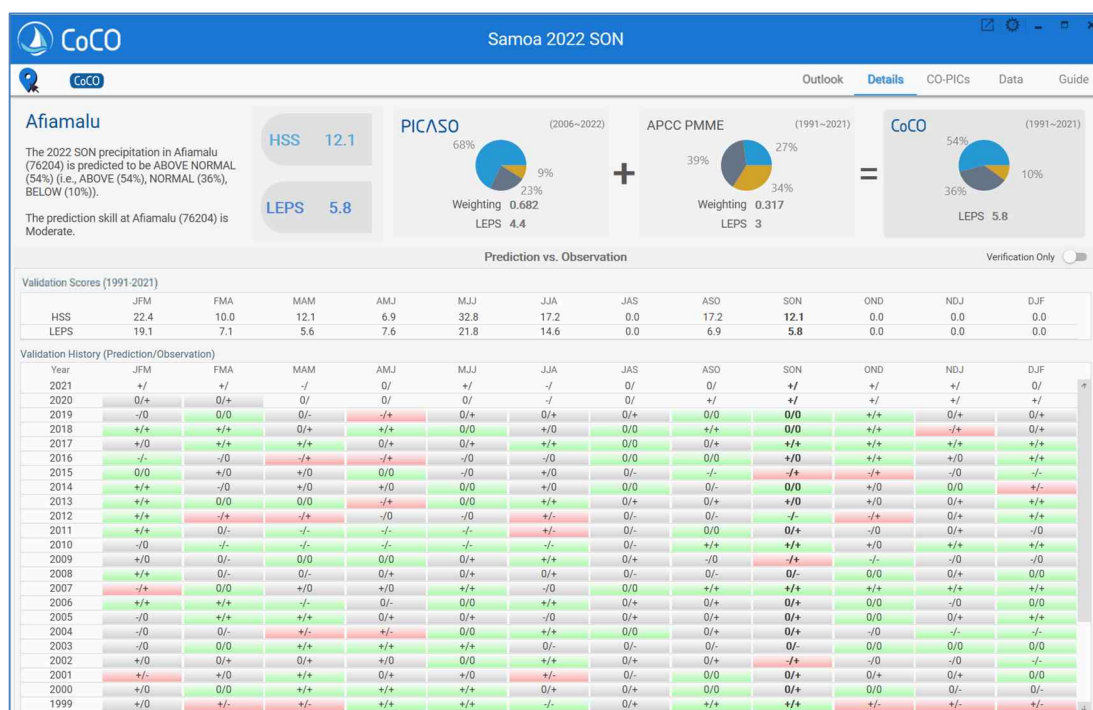 CoCO
Samoa 2022 SON
CoCO
Outlook Details CO-PICs Data Guide
Afiamalu
The 2022 SON precipitation in Afiamalu
(76204) is predicted to be ABOVE NORMAL
(54%) (i.e., ABOVE (54%), NORMAL (36%),
BELOW (10%)).
The prediction skill at Afiamalu (76204) is
Moderate.
HSS 12.1
LEPS 5.8
PICASO (2006~2022)
68%
9%
23%
Weighting 0.682
LEPS 4.4
+
APCC PMME (1991~2021)
39%
27%
34%
Weighting 0.317
LEPS 3
=
CoCO (1991~2021)
54%
10%
36%
LEPS 5.8
Prediction vs. Observation
Verification Only
Validation Scores (1991-2021)
JFM FMA MAM AMJ MJJ JJA JAS ASO SON OND NDJ DJF
HSS 22.4 10.0 12.1 6.9 32.8 17.2 0.0 17.2 12.1 0.0 0.0 0.0
LEPS 19.1 7.1 5.6 7.6 21.8 14.6 0.0 6.9 5.8 0.0 0.0 0.0
Validation History (Prediction/Observation)
Year JFM FMA MAM AMJ MJJ JJA JAS ASO SON OND NDJ DJF
2021 +/ +/ -/ 0/ +/ -/ 0/ 0/ +/ +/ +/ 0/
2020 0/+ 0/+ 0/ 0/ 0/ -/ 0/ +/ +/ +/ +/ +/
2019 -/0 0/0 0/- -/+ 0/+ 0/+ 0/+ 0/0 0/0 +/+ 0/+ 0/+
2018 +/+ +/+ 0/+ +/+ 0/0 +/0 0/0 +/+ 0/0 +/+ -/+ 0/+
2017 +/0 +/+ +/+ 0/+ 0/+ +/+ 0/0 0/+ +/+ +/+ +/+ +/+
2016 -/- -/0 -/+ -/+ -/0 -/0 0/0 0/0 +/0 +/+ +/0 +/+
2015 0/0 +/0 +/0 0/0 -/0 +/0 0/- -/- -/+ -/+ -/0 -/-
2014 +/+ -/0 +/0 +/0 0/0 +/0 0/0 0/- 0/0 +/0 0/0 +/-
2013 +/+ 0/0 0/0 -/+ 0/0 +/+ 0/+ 0/+ +/0 +/0 0/+ +/+
2012 +/+ -/+ -/+ -/0 -/0 +/- 0/- 0/- -/- -/+ 0/+ +/+
2011 +/+ 0/- -/- -/- -/- +/- 0/- 0/0 0/+ -/0 0/+ -/0
2010 -/0 -/- -/- -/- -/- -/- 0/- +/+ +/+ +/0 +/+ +/+
2009 +/0 0/- 0/0 0/0 0/+ +/+ 0/+ -/0 -/+ -/- -/0 -/0
2008 +/+ 0/- 0/- 0/+ 0/+ 0/+ 0/- 0/- 0/- 0/0 0/+ 0/0
2007 -/+ 0/0 +/0 +/0 +/+ -/0 0/0 +/+ +/+ +/+ +/+ +/+
2006 +/+ +/+ -/- 0/- 0/0 +/+ 0/+ 0/+ 0/+ 0/0 -/0 0/0
2005 -/0 +/+ +/+ 0/+ 0/+ -/0 0/+ 0/+ 0/+ 0/0 0/+ +/+
2004 -/0 0/- +/- +/- 0/0 +/+ 0/0 0/+ 0/+ -/0 -/- -/-
2003 -/0 0/0 +/+ +/+ +/+ 0/+ 0/- 0/- 0/- 0/0 0/0 0/0
2002 +/0 0/+ 0/+ +/0 0/0 +/+ 0/+ 0/+ -/+ -/0 -/0 -/-
2001 +/- +/0 +/+ 0/+ +/0 +/- 0/- 0/0 0/+ 0/+ 0/+ 0/0
2000 +/0 0/0 +/+ +/+ +/+ 0/+ 0/+ 0/0 0/+ 0/0 0/- 0/-
1999 +/0 +/- +/- +/+ +/+ -/- 0/+ +/+ +/+ +/- +/- +/-